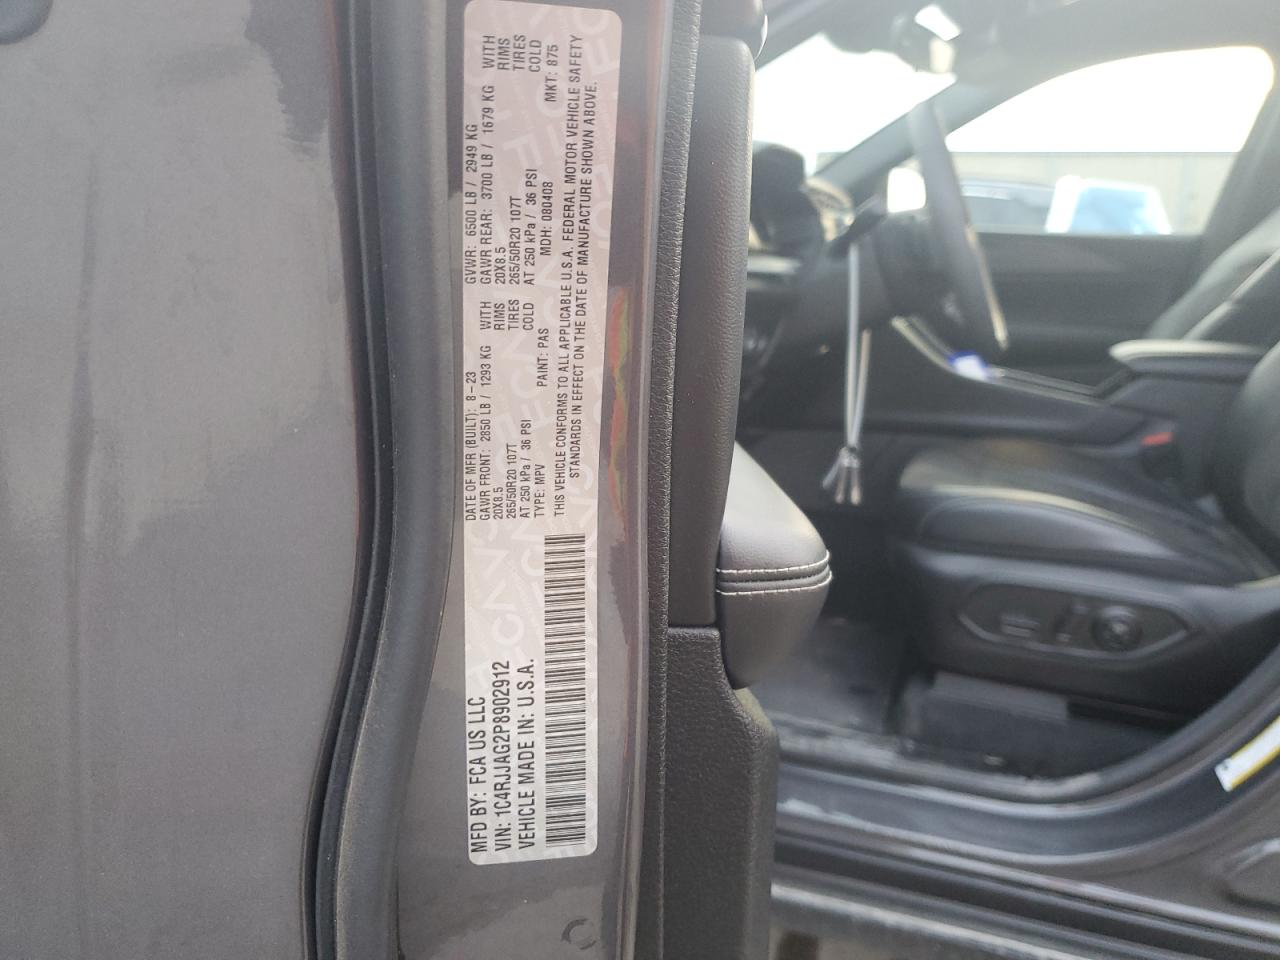 MFD BY: FCA US LLC
VIN: 1C4RJJAG2P8902912
VEHICLE MADE IN: U.S.A.
DATE OF MFR (BUILT): 8-23 GVWR: 6500 LB / 2949 KG
GAWR FRONT: 2850 LB / 1293 KG WITH GAWR REAR: 3700 LB / 1679 KG WITH
20X8.5 RIMS 20X8.5 RIMS
265/50R20 107T TIRES 265/50R20 107T TIRES
AT 250 kPa / 36 PSI COLD AT 250 kPa / 36 PSI COLD
TYPE: MPV PAINT: PAS MDH: 080408 MKT: 875
THIS VEHICLE CONFORMS TO ALL APPLICABLE U.S.A. FEDERAL MOTOR VEHICLE SAFETY
STANDARDS IN EFFECT ON THE DATE OF MANUFACTURE SHOWN ABOVE.